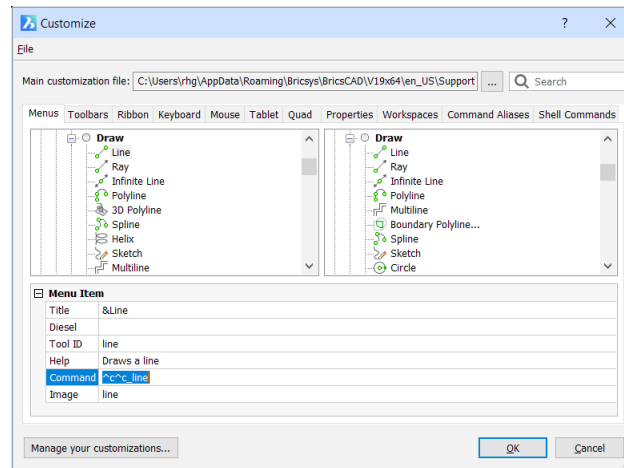 Customize
File
Main customization file: C:\Users\rhg\AppData\Roaming\Bricsys\BricsCAD\V19x64\en_US\Support ... Search
Menus Toolbars Ribbon Keyboard Mouse Tablet Quad Properties Workspaces Command Aliases Shell Commands
Draw
Line
Ray
Infinite Line
Polyline
3D Polyline
Spline
Helix
Sketch
Multiline
Draw
Line
Ray
Infinite Line
Polyline
Multiline
Boundary Polyline...
Spline
Sketch
Circle
Menu Item
Title &Line
Diesel
Tool ID line
Help Draws a line
Command ^c^c_line
Image line
Manage your customizations... OK Cancel